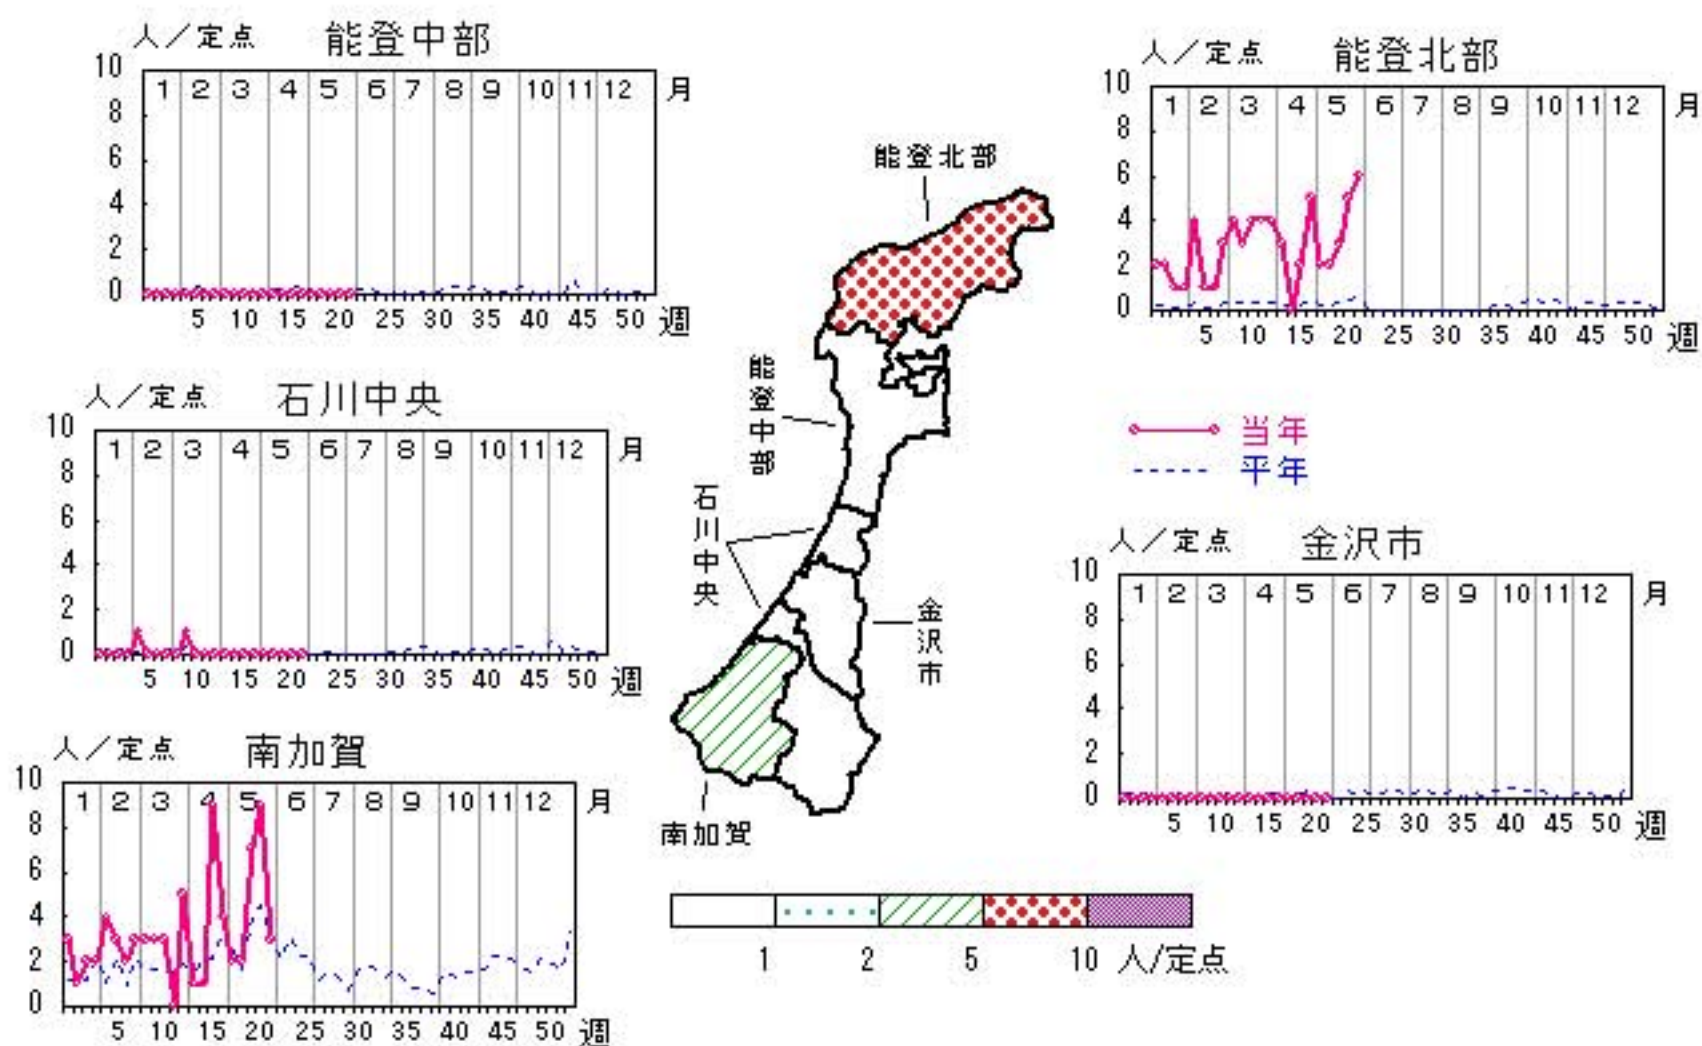 人／定点 能登中部
10 8 6 4 2 0
1 2 3 4 5 6 7 8 9 10 11 12 月
5 10 15 20 25 30 35 40 45 50 週
人／定点 能登北部
10 8 6 4 2 0
1 2 3 4 5 6 7 8 9 10 11 12 月
5 10 15 20 25 30 35 40 45 50 週
能登北部
能登中部
石川中央
金沢市
南加賀
人／定点 石川中央
10 8 6 4 2 0
1 2 3 4 5 6 7 8 9 10 11 12 月
5 10 15 20 25 30 35 40 45 50 週
当年
平年
人／定点 金沢市
10 8 6 4 2 0
1 2 3 4 5 6 7 8 9 10 11 12 月
5 10 15 20 25 30 35 40 45 50 週
人／定点 南加賀
10 8 6 4 2 0
1 2 3 4 5 6 7 8 9 10 11 12 月
5 10 15 20 25 30 35 40 45 50 週
1 2 5 10 人/定点